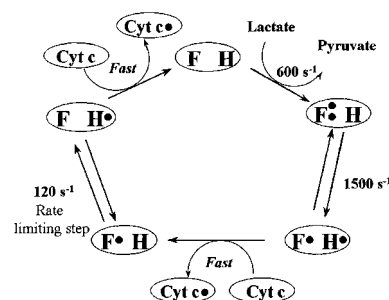 Cyt c•
Cyt c
Fast
F H
Lactate
Pyruvate
600 s⁻¹
F H•
F: H
120 s⁻¹
Rate
limiting step
1500 s⁻¹
F• H
F• H•
Fast
Cyt c•
Cyt c